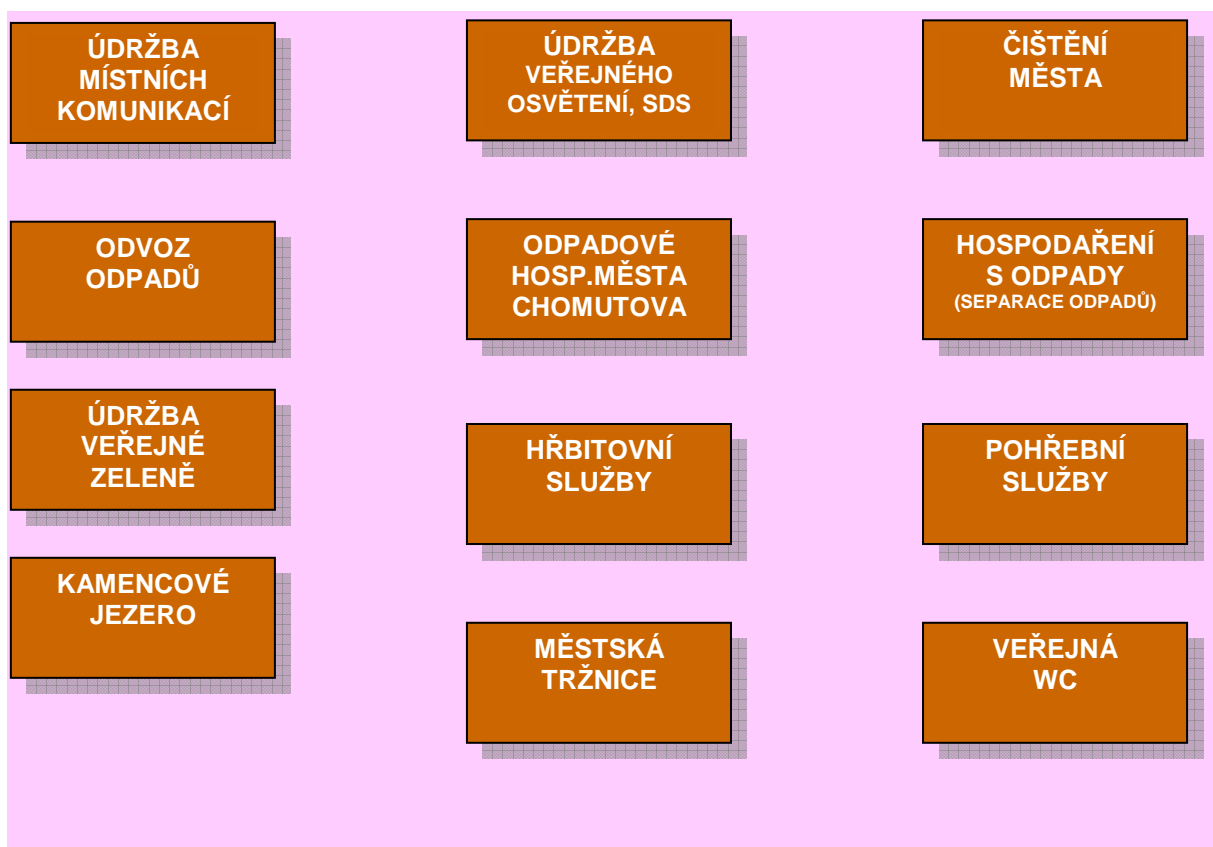 ÚDRŽBA
MÍSTNÍCH
KOMUNIKACÍ
ÚDRŽBA
VEŘEJNÉHO
OSVĚTENÍ, SDS
ČIŠTĚNÍ
MĚSTA
ODVOZ
ODPADŮ
ODPADOVÉ
HOSP.MĚSTA
CHOMUTOVA
HOSPODAŘENÍ
S ODPADY
(SEPARACE ODPADŮ)
ÚDRŽBA
VEŘEJNÉ
ZELENĚ
HŘBITOVNÍ
SLUŽBY
POHŘEBNÍ
SLUŽBY
KAMENCOVÉ
JEZERO
MĚSTSKÁ
TRŽNICE
VEŘEJNÁ
WC